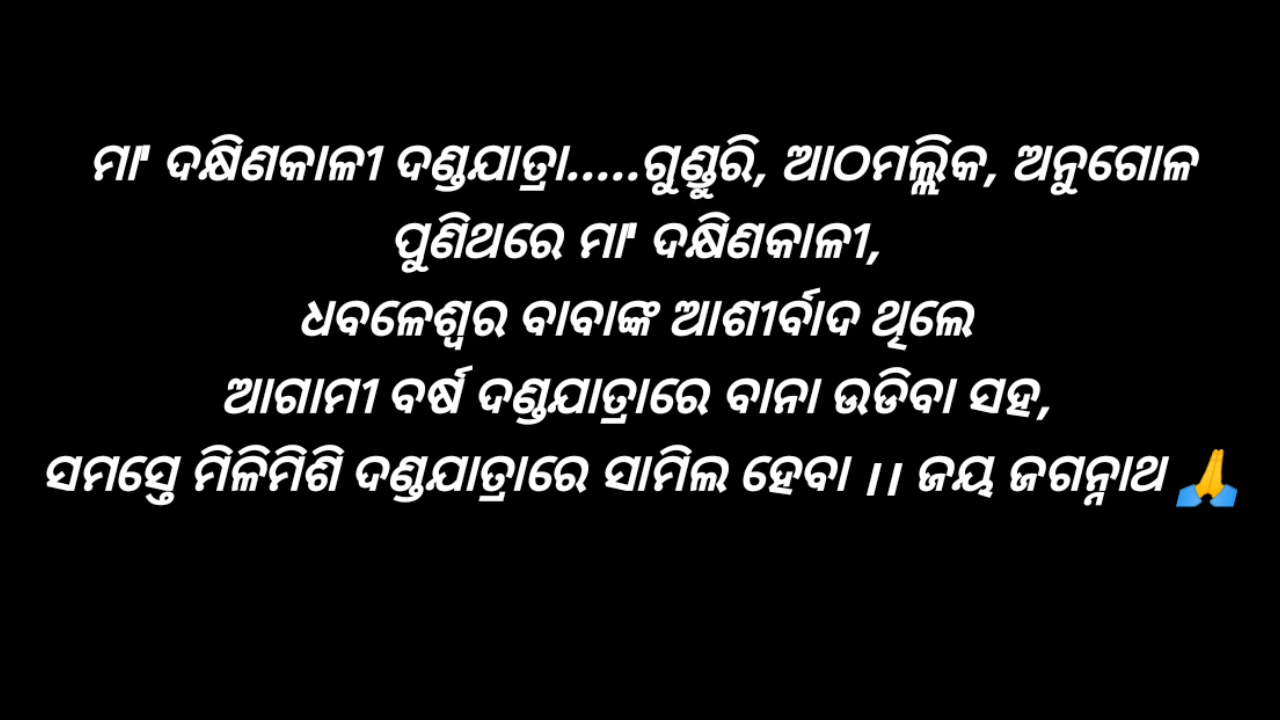 ମା' ଦକ୍ଷିଣକାଳୀ ଦଣ୍ଡଯାତ୍ରା.....ଗୁଣ୍ଡୁରି, ଆଠମଲ୍ଲିକ, ଅନୁଗୋଳ
ପୁଣିଥରେ ମା' ଦକ୍ଷିଣକାଳୀ,
ଧବଳେଶ୍ୱର ବାବାଙ୍କ ଆଶୀର୍ବାଦ ଥିଲେ
ଆଗାମୀ ବର୍ଷ ଦଣ୍ଡଯାତ୍ରାରେ ବାନା ଉଡିବା ସହ,
ସମସ୍ତେ ମିଳିମିଶି ଦଣ୍ଡଯାତ୍ରାରେ ସାମିଲ ହେବା ।। ଜୟ ଜଗନ୍ନାଥ 🙏